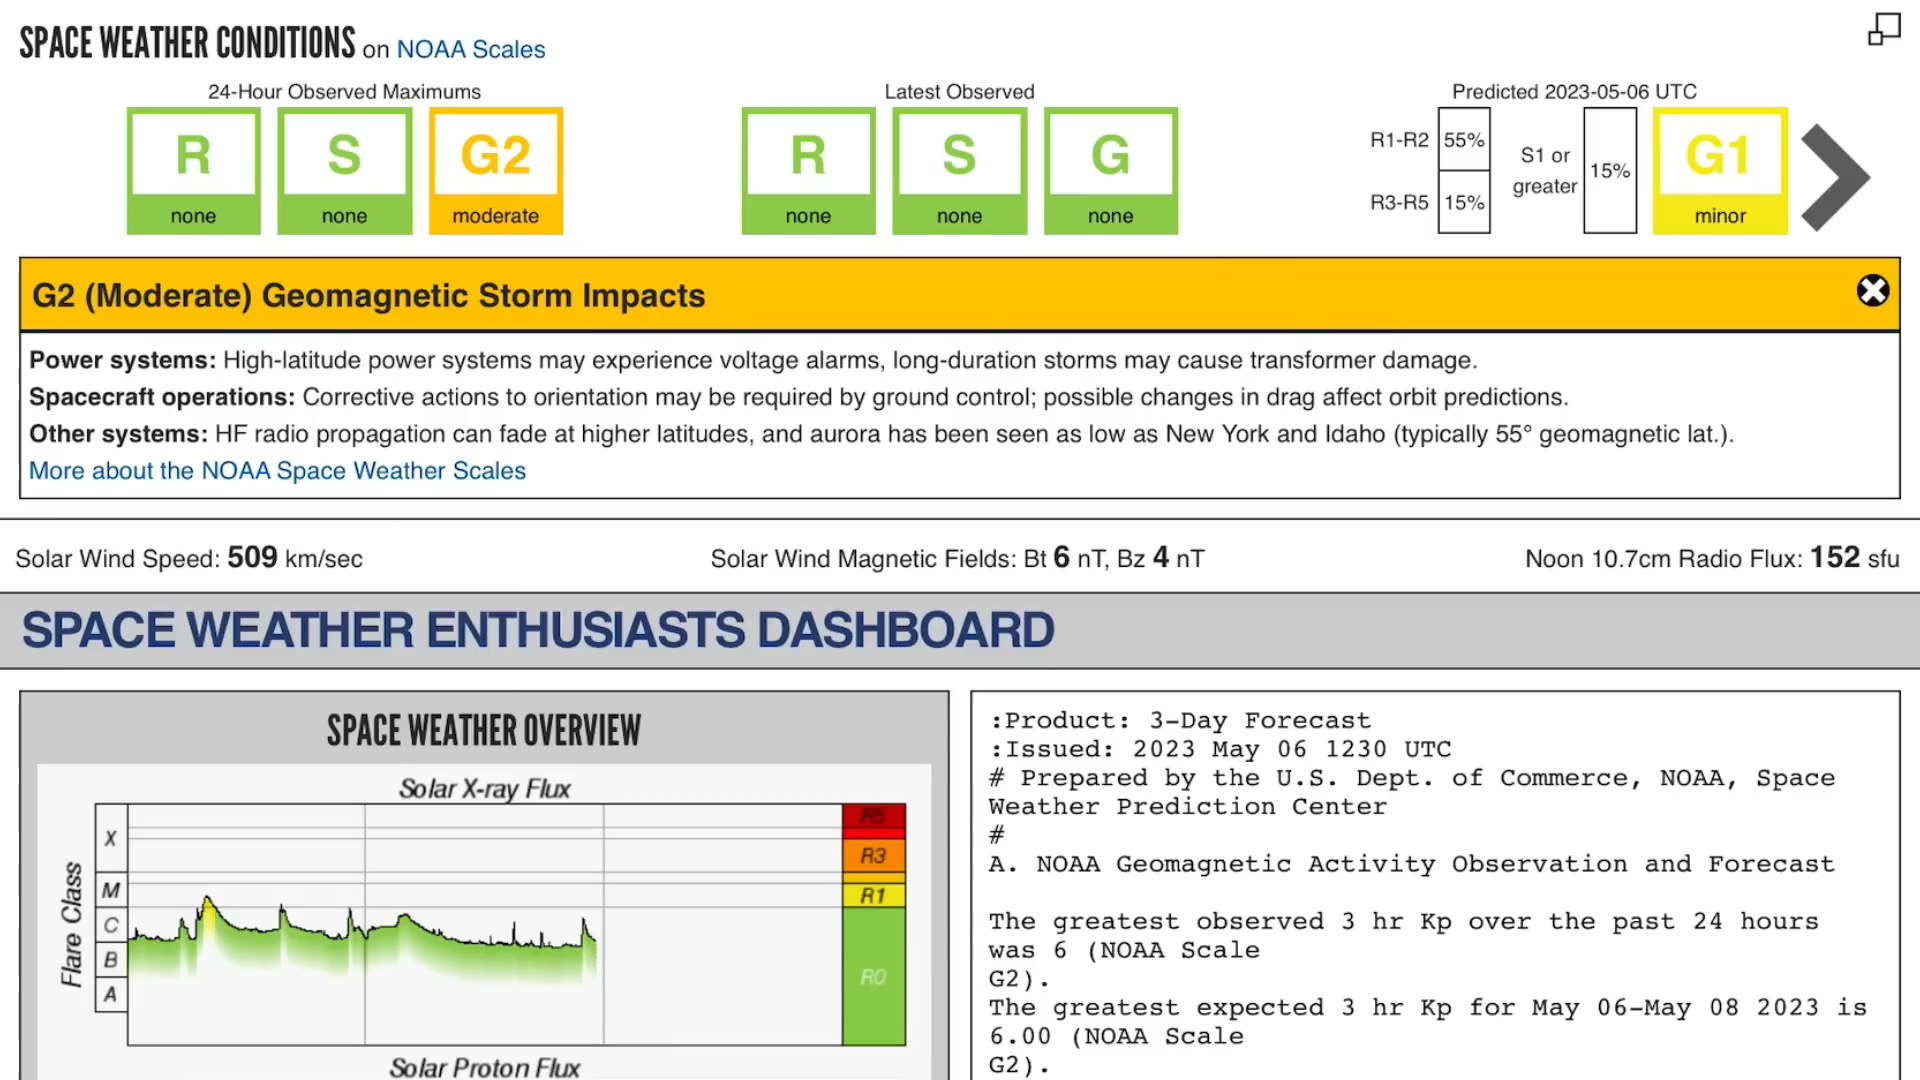 SPACE WEATHER CONDITIONS on NOAA Scales
24-Hour Observed Maximums
R
none
S
none
G2
moderate
Latest Observed
R
none
S
none
G
none
Predicted 2023-05-06 UTC
R1-R2 55%
R3-R5 15%
S1 or
greater
15%
G1
minor
G2 (Moderate) Geomagnetic Storm Impacts
Power systems: High-latitude power systems may experience voltage alarms, long-duration storms may cause transformer damage.
Spacecraft operations: Corrective actions to orientation may be required by ground control; possible changes in drag affect orbit predictions.
Other systems: HF radio propagation can fade at higher latitudes, and aurora has been seen as low as New York and Idaho (typically 55° geomagnetic lat.).
More about the NOAA Space Weather Scales
Solar Wind Speed: 509 km/sec
Solar Wind Magnetic Fields: Bt 6 nT, Bz 4 nT
Noon 10.7cm Radio Flux: 152 sfu
SPACE WEATHER ENTHUSIASTS DASHBOARD
SPACE WEATHER OVERVIEW
Solar X-ray Flux
Flare Class
X
M
C
B
A
R5
R3
R1
R0
Solar Proton Flux
:Product: 3-Day Forecast
:Issued: 2023 May 06 1230 UTC
# Prepared by the U.S. Dept. of Commerce, NOAA, Space
Weather Prediction Center
#
A. NOAA Geomagnetic Activity Observation and Forecast
The greatest observed 3 hr Kp over the past 24 hours
was 6 (NOAA Scale
G2).
The greatest expected 3 hr Kp for May 06-May 08 2023 is
6.00 (NOAA Scale
G2).